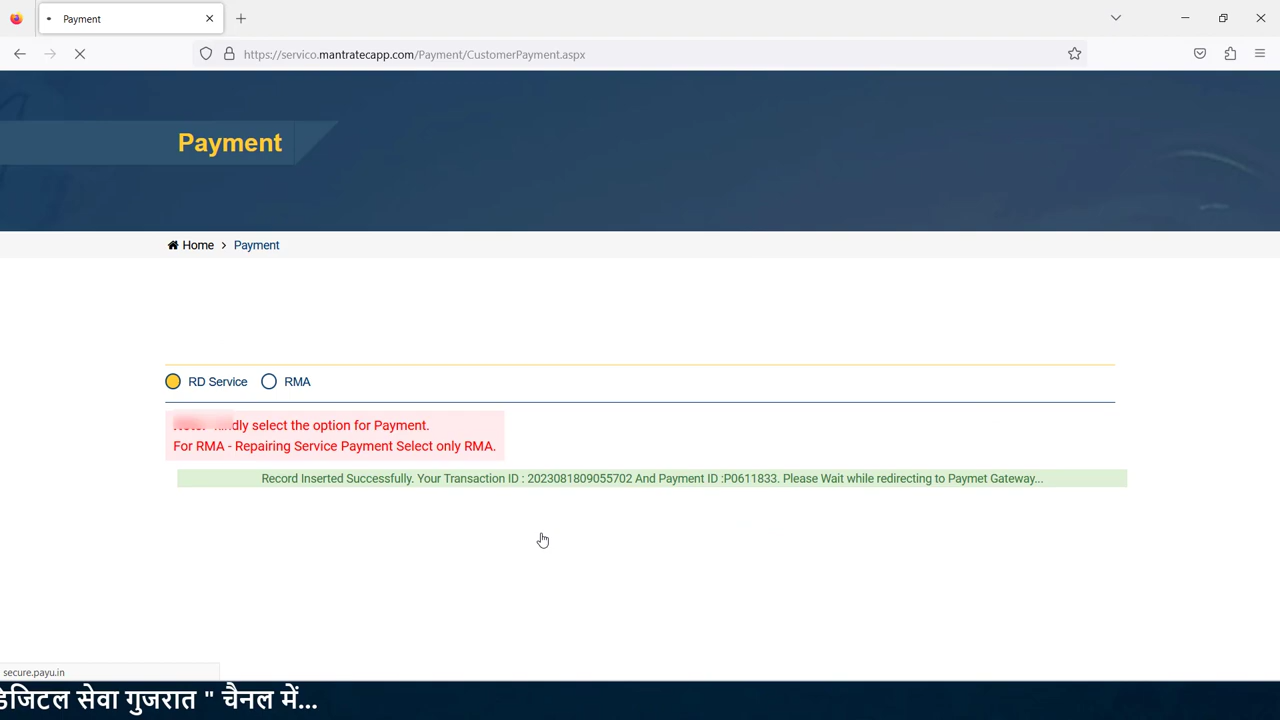 Payment
https://servico.mantratecapp.com/Payment/CustomerPayment.aspx
Payment
Home > Payment
RD Service RMA
kindly select the option for Payment.
For RMA - Repairing Service Payment Select only RMA.
Record Inserted Successfully. Your Transaction ID : 2023081809055702 And Payment ID :P0611833. Please Wait while redirecting to Paymet Gateway...
secure.payu.in
डिजिटल सेवा गुजरात " चैनल में...